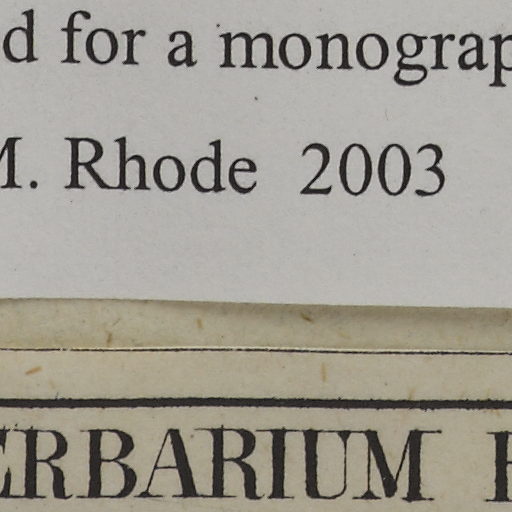 d for a monograp
M. Rhode 2003
ERBARIUM